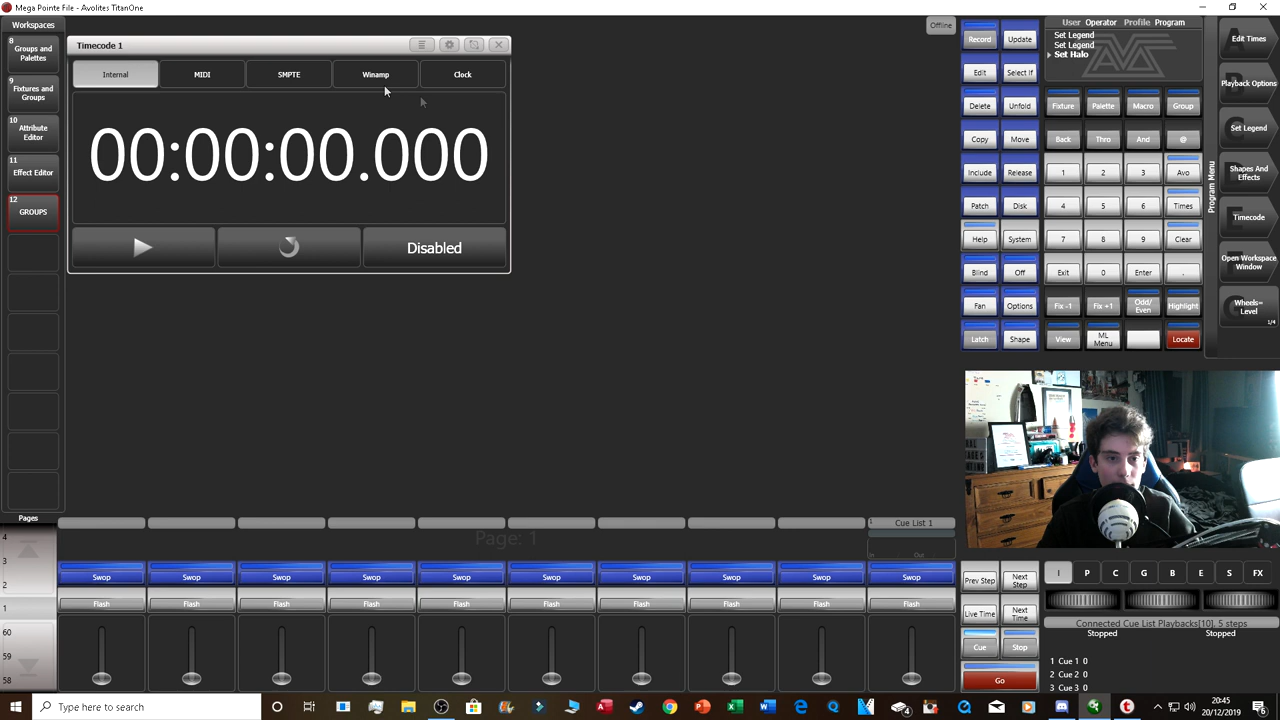 Mega Pointe File - Avolites TitanOne
Workspaces
8
Groups and
Palettes
9
Fixtures and
Groups
10
Attribute
Editor
11
Effect Editor
12
GROUPS
Timecode 1
Internal
MIDI
SMPTE
Winamp
Clock
00:00:00.000
Disabled
Offline
Record
Update
Edit
Select If
Delete
Unfold
Copy
Move
Include
Release
Patch
Disk
Help
System
Blind
Off
Fan
Options
Latch
Shape
User Operator Profile Program
Set Legend
Set Legend
Set Halo
Fixture
Palette
Macro
Group
Back
Thro
And
@
1
2
3
Avo
4
5
6
Times
7
8
9
Clear
Exit
0
Enter
.
Fix -1
Fix +1
Odd/
Even
Highlight
View
ML
Menu
Locate
Program Menu
A
Edit Times
Playback Options
C
Set Legend
Shapes And
Effects
E
Timecode
Open Workspace
Window
G
Wheels=
Level
1/4
Pages
4
3
2
1
60
59
58
Page: 1
1
Cue List 1
In
Out
Swop
Swop
Swop
Swop
Swop
Swop
Swop
Swop
Swop
Swop
Flash
Flash
Flash
Flash
Flash
Flash
Flash
Flash
Flash
Flash
Prev Step
Next
Step
Live Time
Next
Time
Cue
Stop
Go
I
P
C
G
B
E
S
FX
Connected Cue List Playbacks[10]. 5 steps
Stopped
Stopped
1 Cue 1 0
2 Cue 2 0
3 Cue 3 0
Type here to search
20:45
20/12/2019